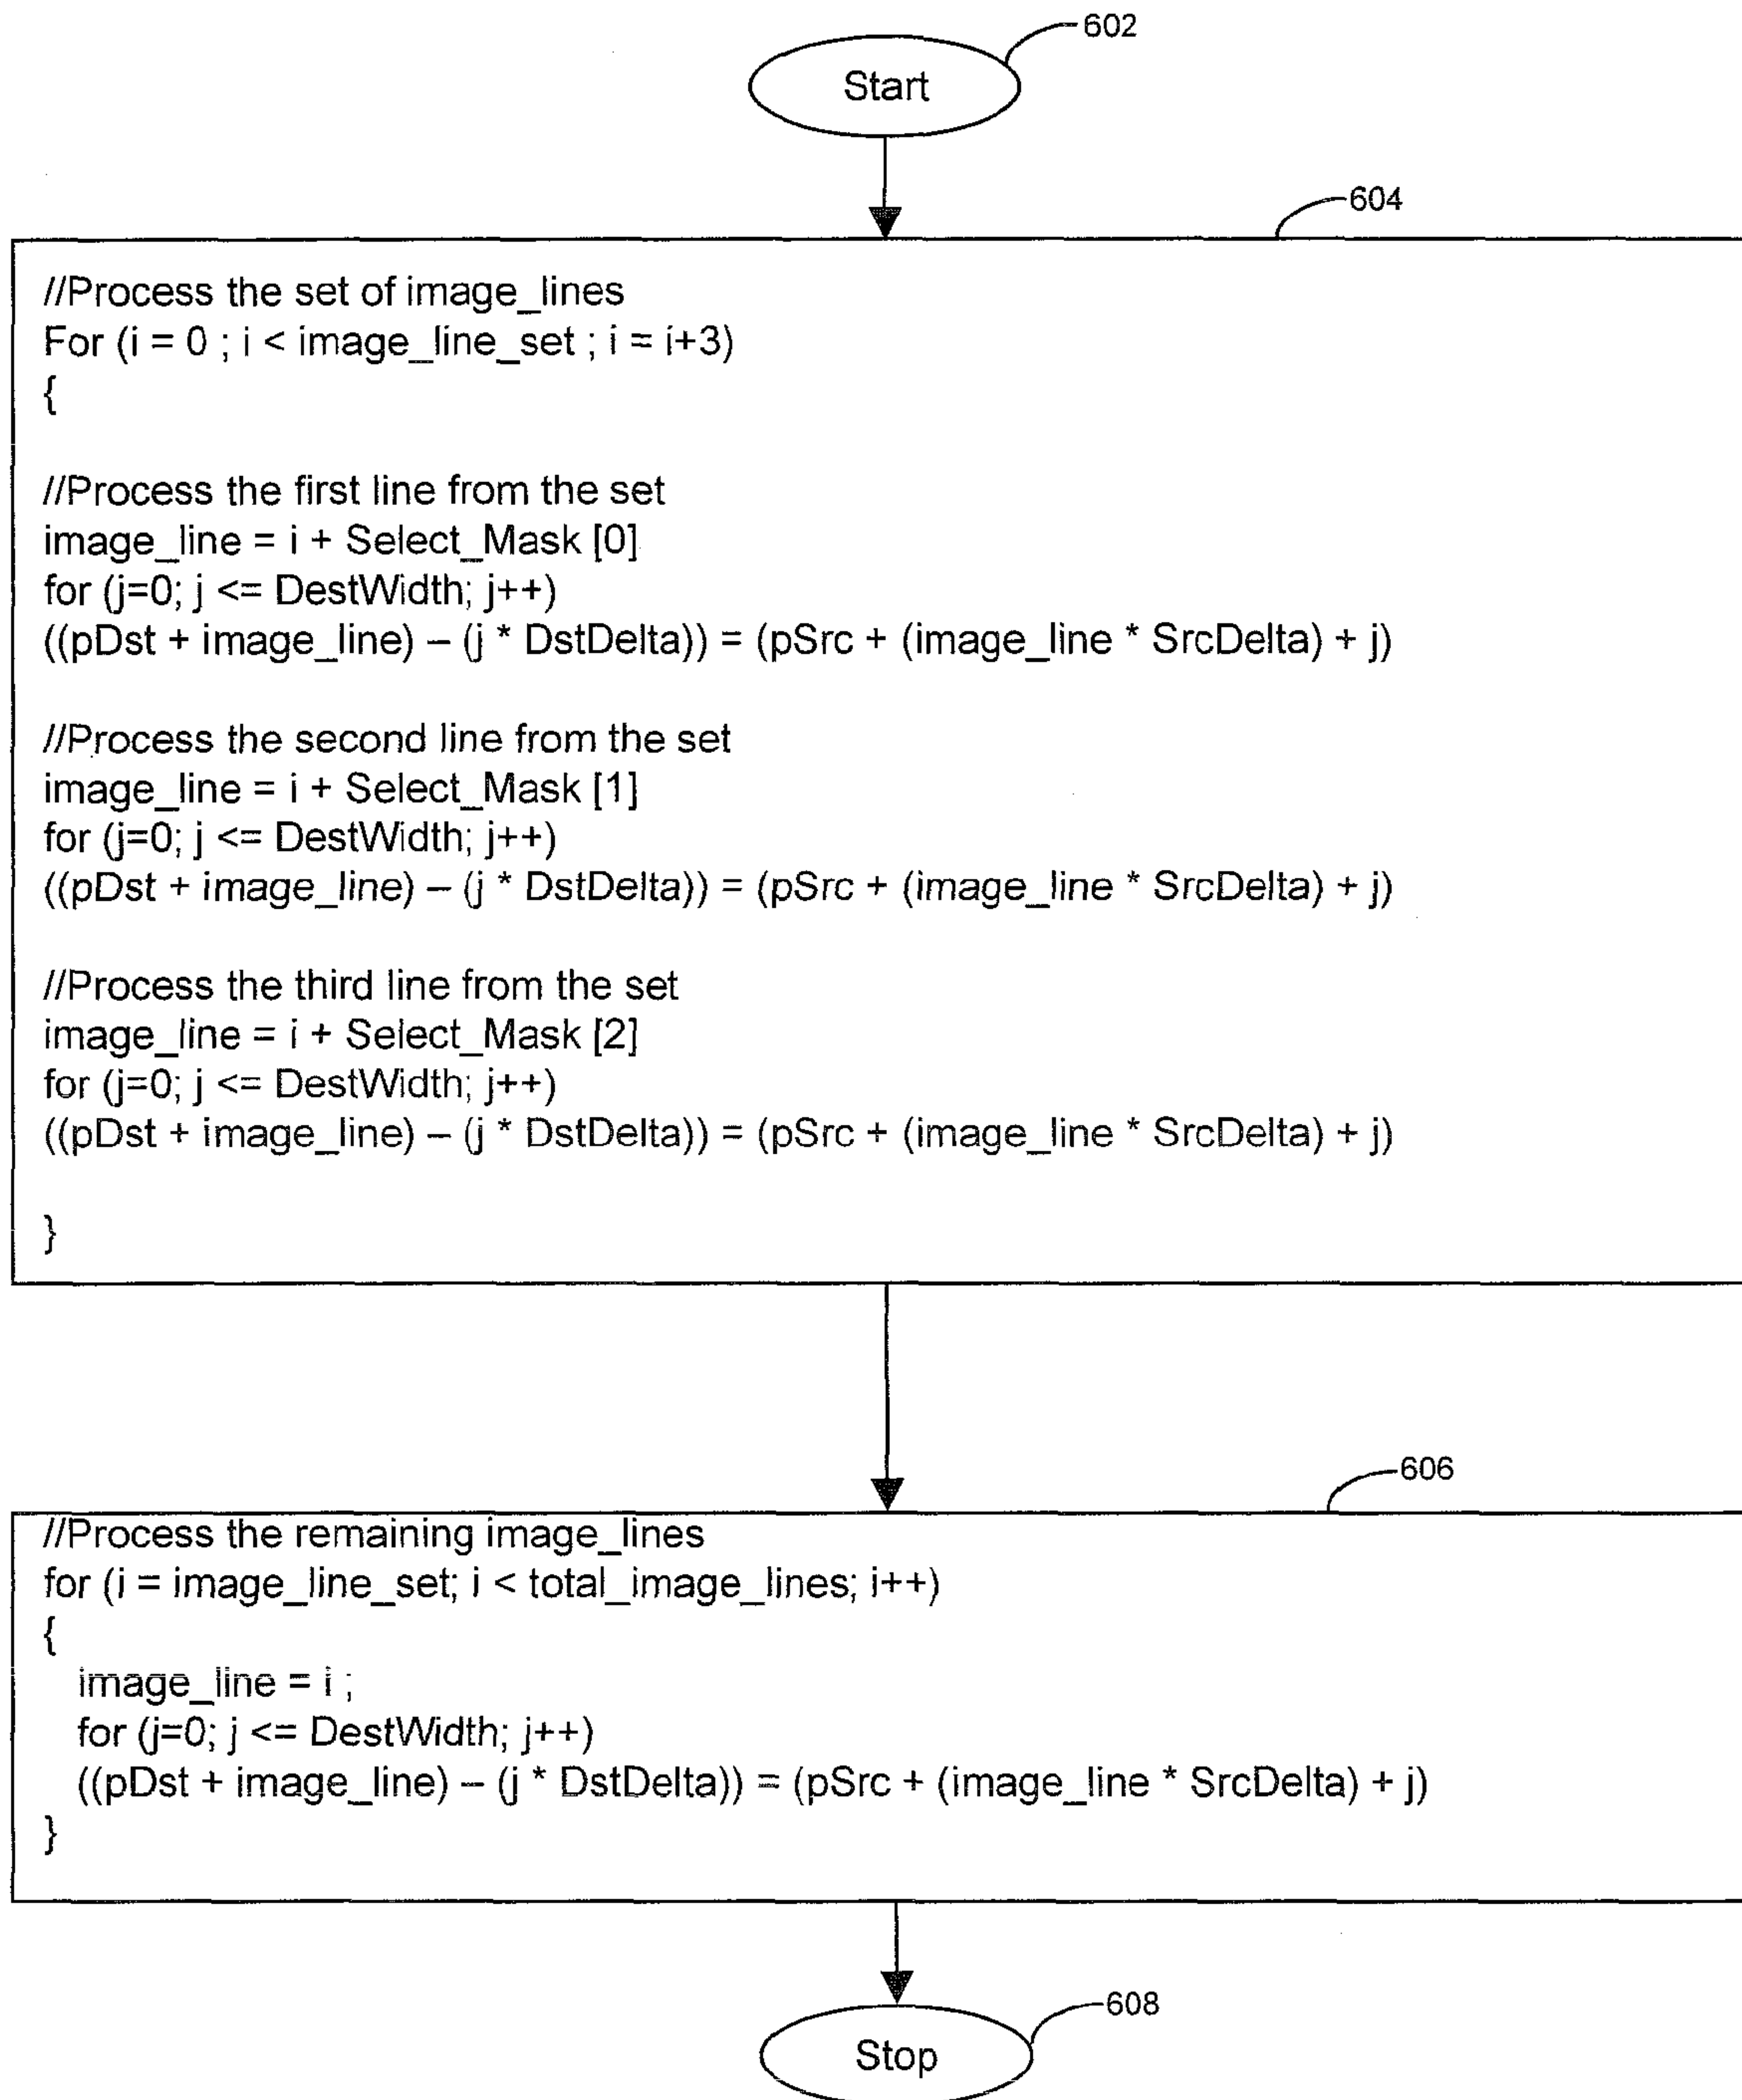 602
Start
604
//Process the set of image_lines
For (i = 0 ; i < image_line_set ; i = i+3)
{
//Process the first line from the set
image_line = i + Select_Mask [0]
for (j=0; j <= DestWidth; j++)
((pDst + image_line) – (j * DstDelta)) = (pSrc + (image_line * SrcDelta) + j)
//Process the second line from the set
image_line = i + Select_Mask [1]
for (j=0; j <= DestWidth; j++)
((pDst + image_line) – (j * DstDelta)) = (pSrc + (image_line * SrcDelta) + j)
//Process the third line from the set
image_line = i + Select_Mask [2]
for (j=0; j <= DestWidth; j++)
((pDst + image_line) – (j * DstDelta)) = (pSrc + (image_line * SrcDelta) + j)
}
606
//Process the remaining image_lines
for (i = image_line_set; i < total_image_lines; i++)
{
image_line = i ;
for (j=0; j <= DestWidth; j++)
((pDst + image_line) – (j * DstDelta)) = (pSrc + (image_line * SrcDelta) + j)
}
608
Stop